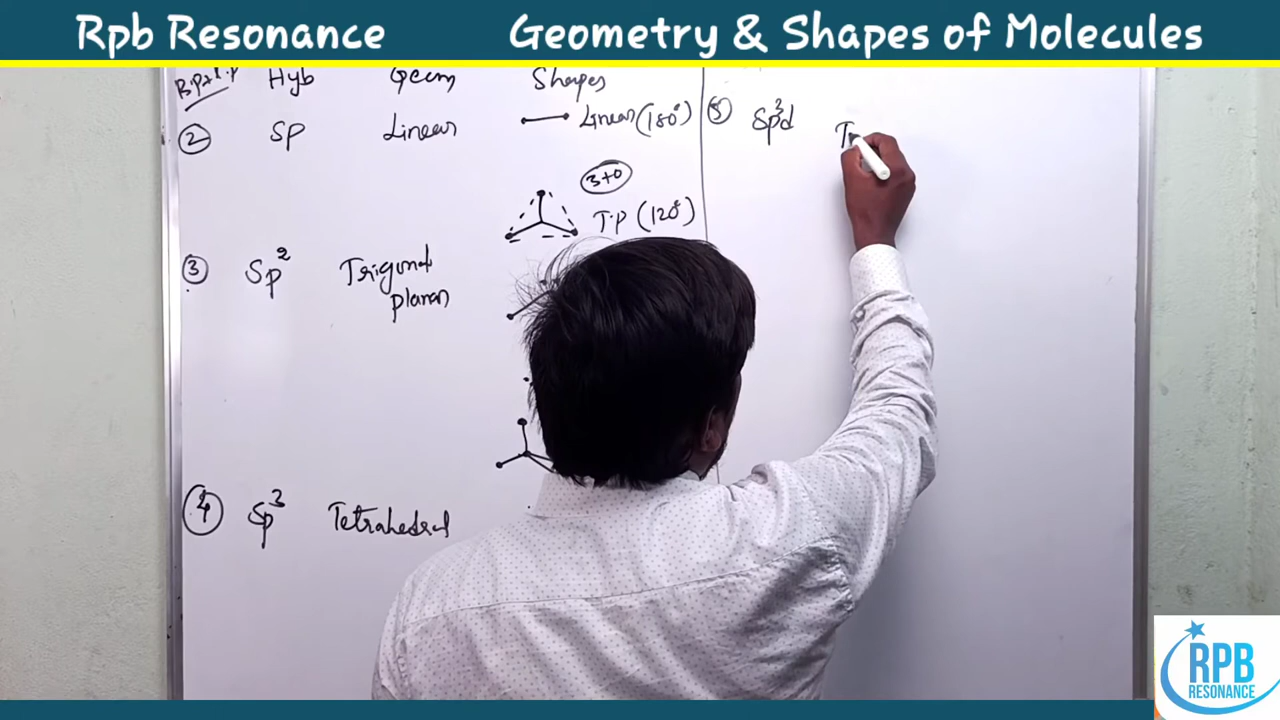 Rpb Resonance Geometry & Shapes of Molecules
B.p+l.p Hyb Geom Shapes
② Sp Linear Linear (180°)
3+0
T.p (120°)
③ Sp² Trigonal
planar
④ Sp³ Tetrahedral
⑤ Sp³d
RPB
RESONANCE